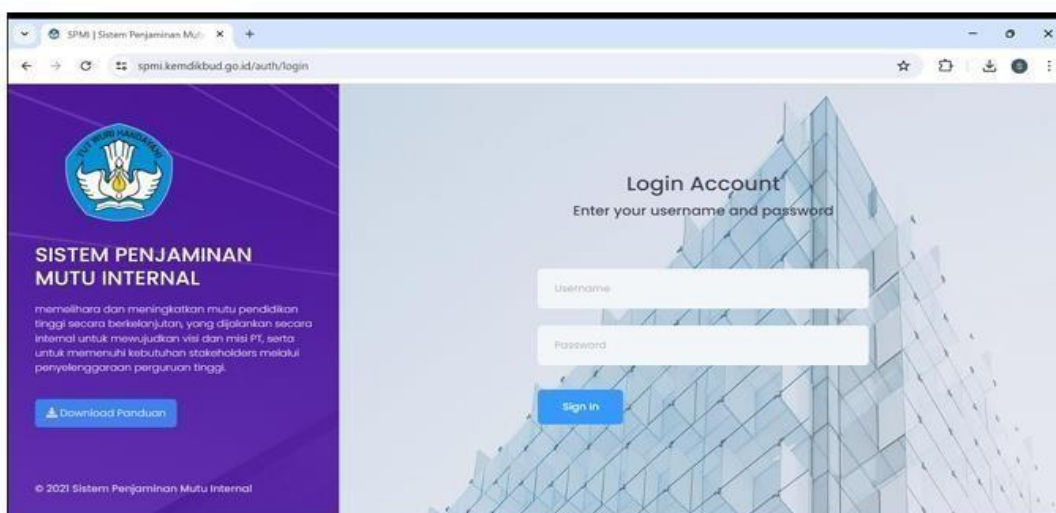 SPMI | Sistem Penjaminan Mut
spmi.kemdikbud.go.id/auth/login
S
TUT WURI HANDAYANI
SISTEM PENJAMINAN
MUTU INTERNAL
memelihara dan meningkatkan mutu pendidikan
tinggi secara berkelanjutan, yang dijalankan secara
internal untuk mewujudkan visi dan misi PT, serta
untuk memenuhi kebutuhan stakeholders melalui
penyelenggaraan perguruan tinggi.
Download Panduan
© 2021 Sistem Penjaminan Mutu Internal
Login Account
Enter your username and password
Username
Password
Sign In